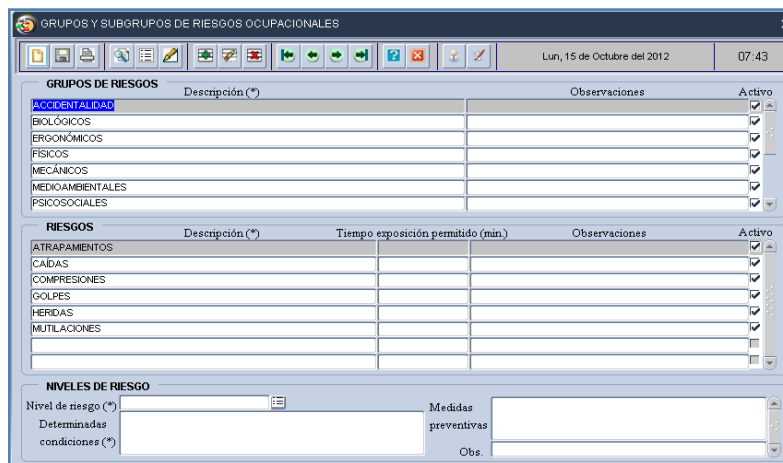 GRUPOS Y SUBGRUPOS DE RIESGOS OCUPACIONALES
Lun, 15 de Octubre del 2012 07:43
GRUPOS DE RIESGOS
Descripción (*) Observaciones Activo
ACCIDENTALIDAD
BIOLÓGICOS
ERGONÓMICOS
FÍSICOS
MECÁNICOS
MEDIOAMBIENTALES
PSICOSOCIALES
RIESGOS
Descripción (*) Tiempo exposición permitido (min.) Observaciones Activo
ATRAPAMIENTOS
CAÍDAS
COMPRESIONES
GOLPES
HERIDAS
MUTILACIONES
NIVELES DE RIESGO
Nivel de riesgo (*)
Determinadas
condiciones (*)
Medidas
preventivas
Obs.